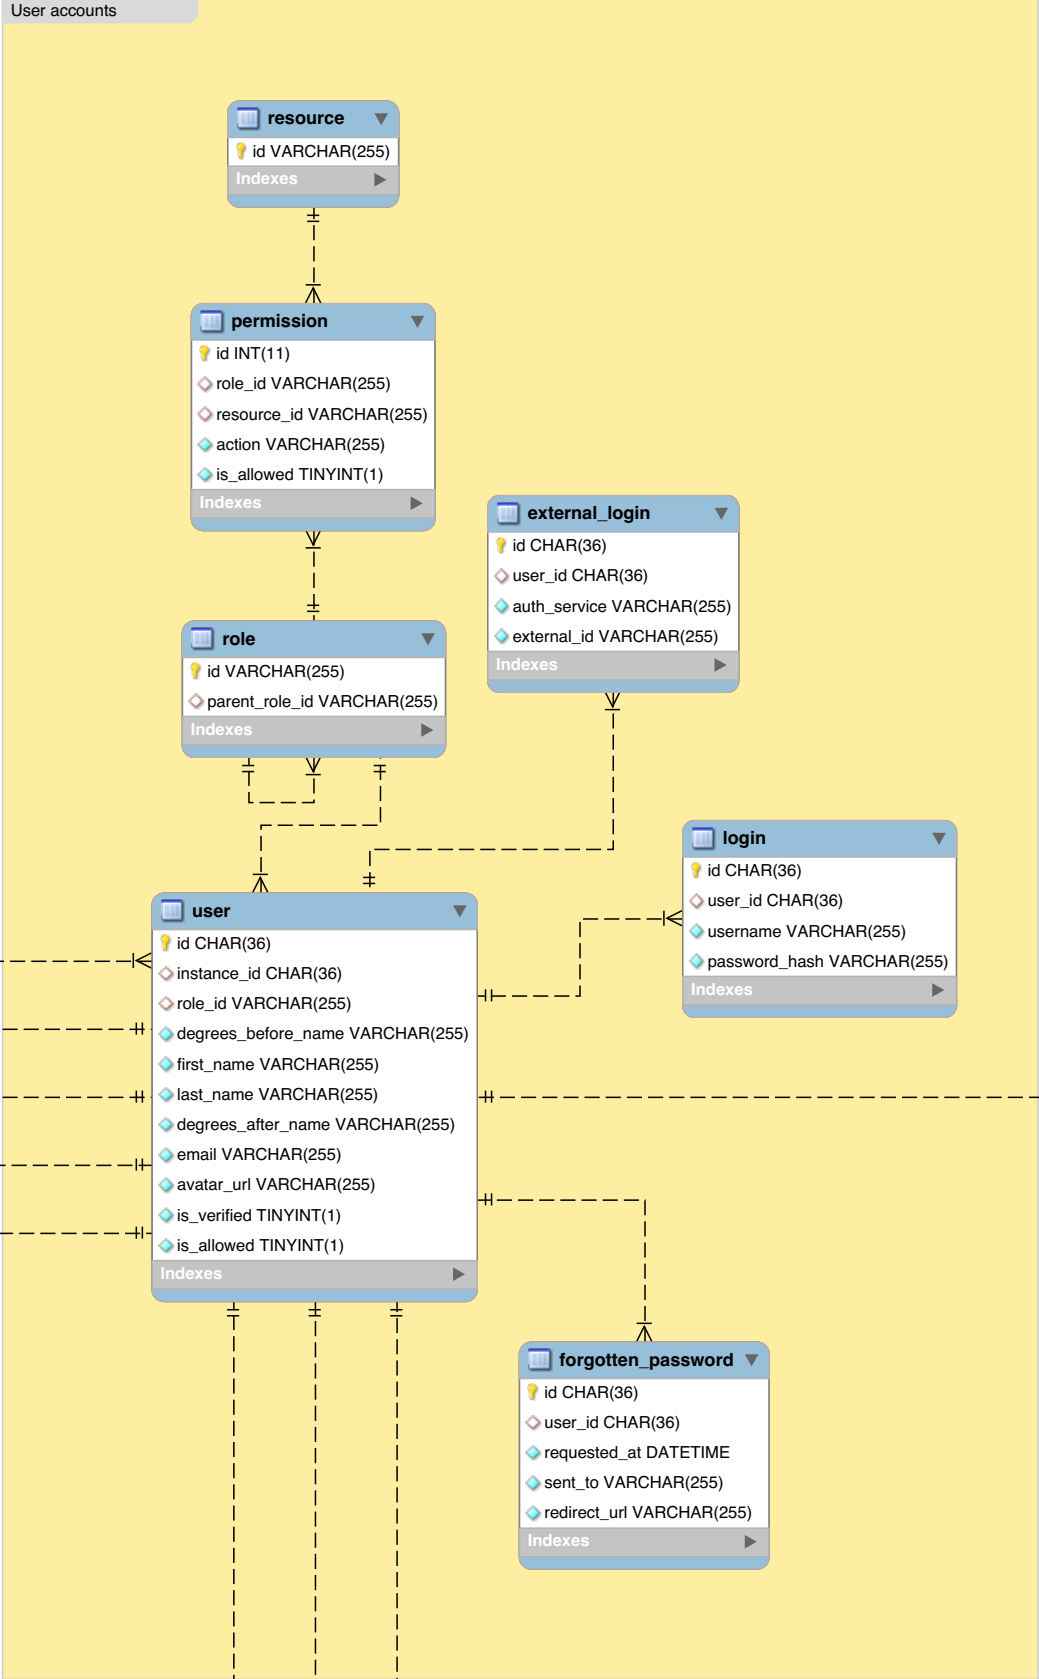 User accounts
resource
id VARCHAR(255)
Indexes
permission
id INT(11)
role_id VARCHAR(255)
resource_id VARCHAR(255)
action VARCHAR(255)
is_allowed TINYINT(1)
Indexes
external_login
id CHAR(36)
user_id CHAR(36)
auth_service VARCHAR(255)
external_id VARCHAR(255)
Indexes
role
id VARCHAR(255)
parent_role_id VARCHAR(255)
Indexes
login
id CHAR(36)
user_id CHAR(36)
username VARCHAR(255)
password_hash VARCHAR(255)
Indexes
user
id CHAR(36)
instance_id CHAR(36)
role_id VARCHAR(255)
degrees_before_name VARCHAR(255)
first_name VARCHAR(255)
last_name VARCHAR(255)
degrees_after_name VARCHAR(255)
email VARCHAR(255)
avatar_url VARCHAR(255)
is_verified TINYINT(1)
is_allowed TINYINT(1)
Indexes
forgotten_password
id CHAR(36)
user_id CHAR(36)
requested_at DATETIME
sent_to VARCHAR(255)
redirect_url VARCHAR(255)
Indexes